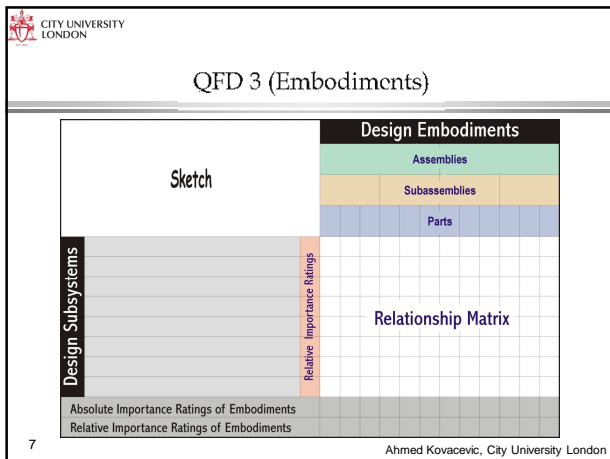 CITY UNIVERSITY
LONDON
QFD 3 (Embodiments)
Design Embodiments
Assemblies
Sketch
Subassemblies
Parts
Design Subsystems
Relative Importance Ratings
Relationship Matrix
Absolute Importance Ratings of Embodiments
Relative Importance Ratings of Embodiments
7
Ahmed Kovacevic, City University London